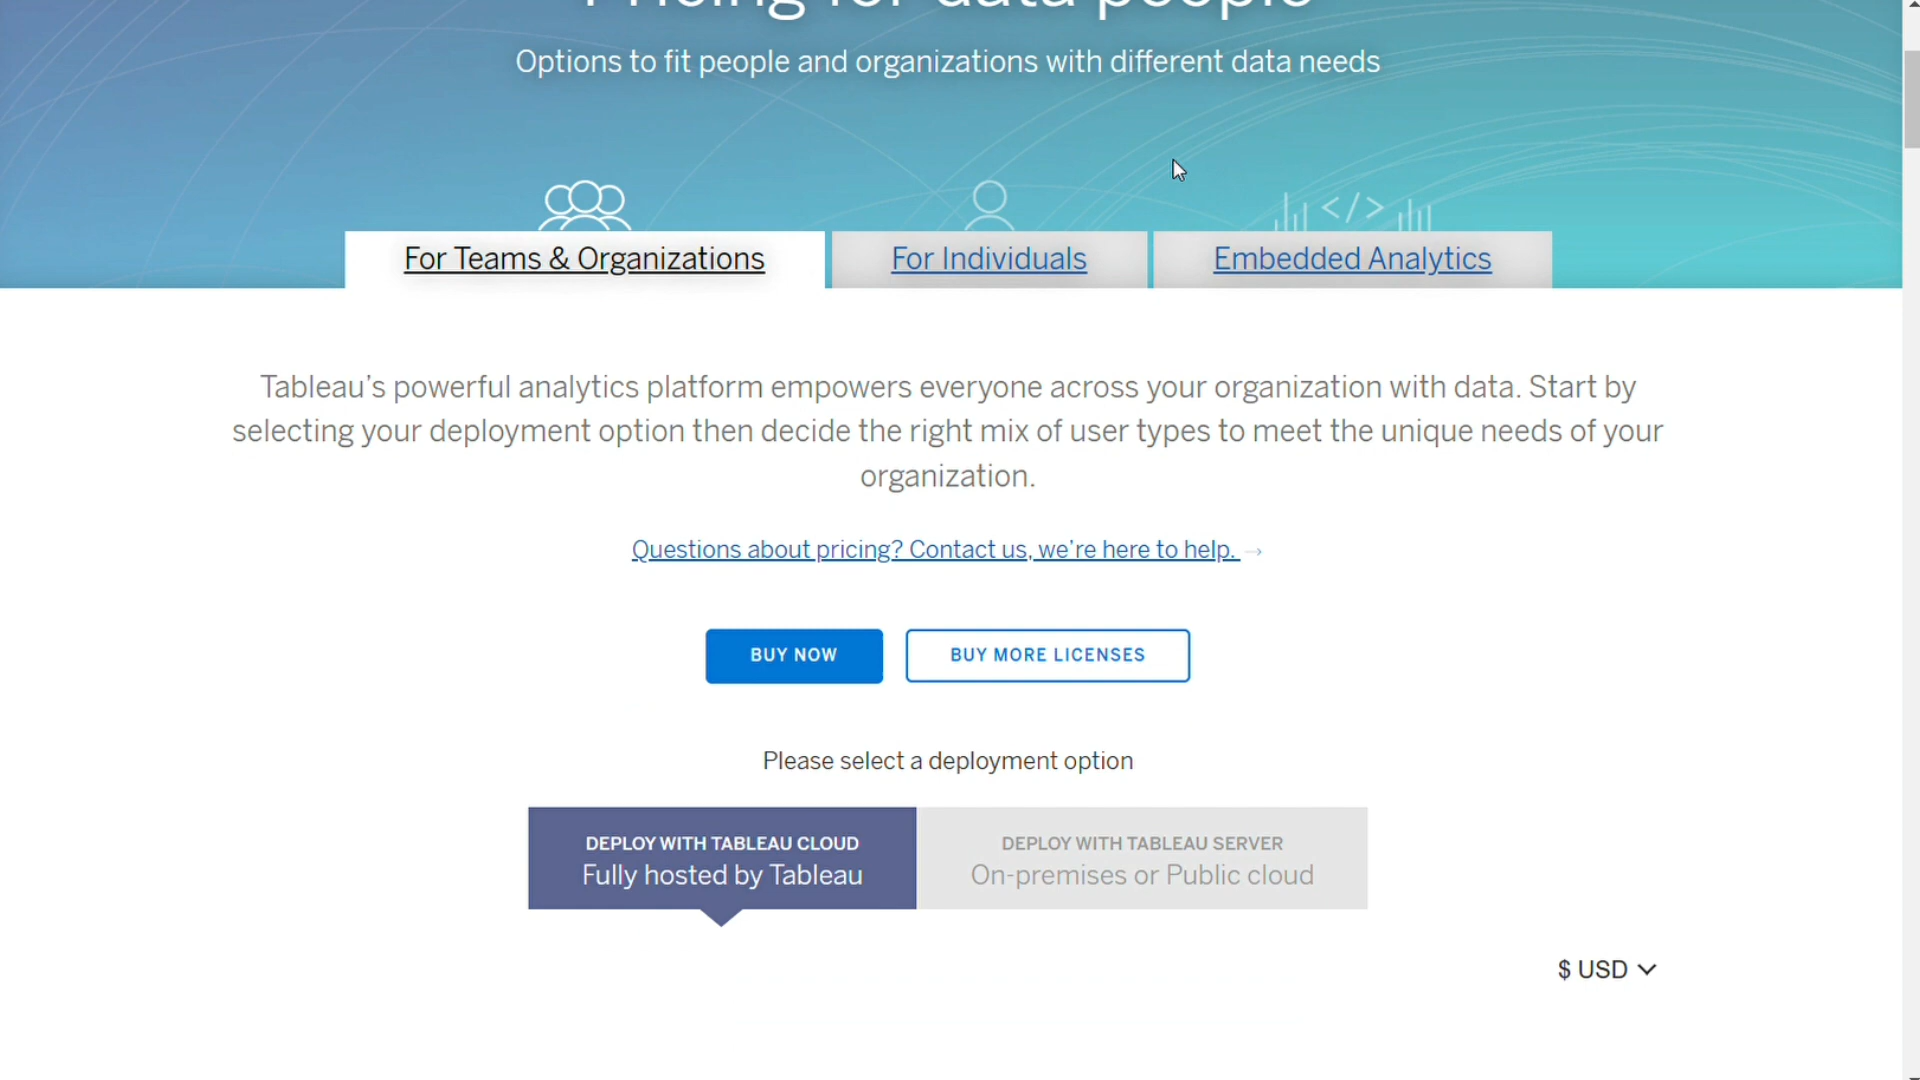 Pricing for data people
Options to fit people and organizations with different data needs
</>
For Teams & Organizations
For Individuals
Embedded Analytics
Tableau’s powerful analytics platform empowers everyone across your organization with data. Start by
selecting your deployment option then decide the right mix of user types to meet the unique needs of your
organization.
Questions about pricing? Contact us, we’re here to help. →
BUY NOW
BUY MORE LICENSES
Please select a deployment option
DEPLOY WITH TABLEAU CLOUD
Fully hosted by Tableau
DEPLOY WITH TABLEAU SERVER
On-premises or Public cloud
$ USD